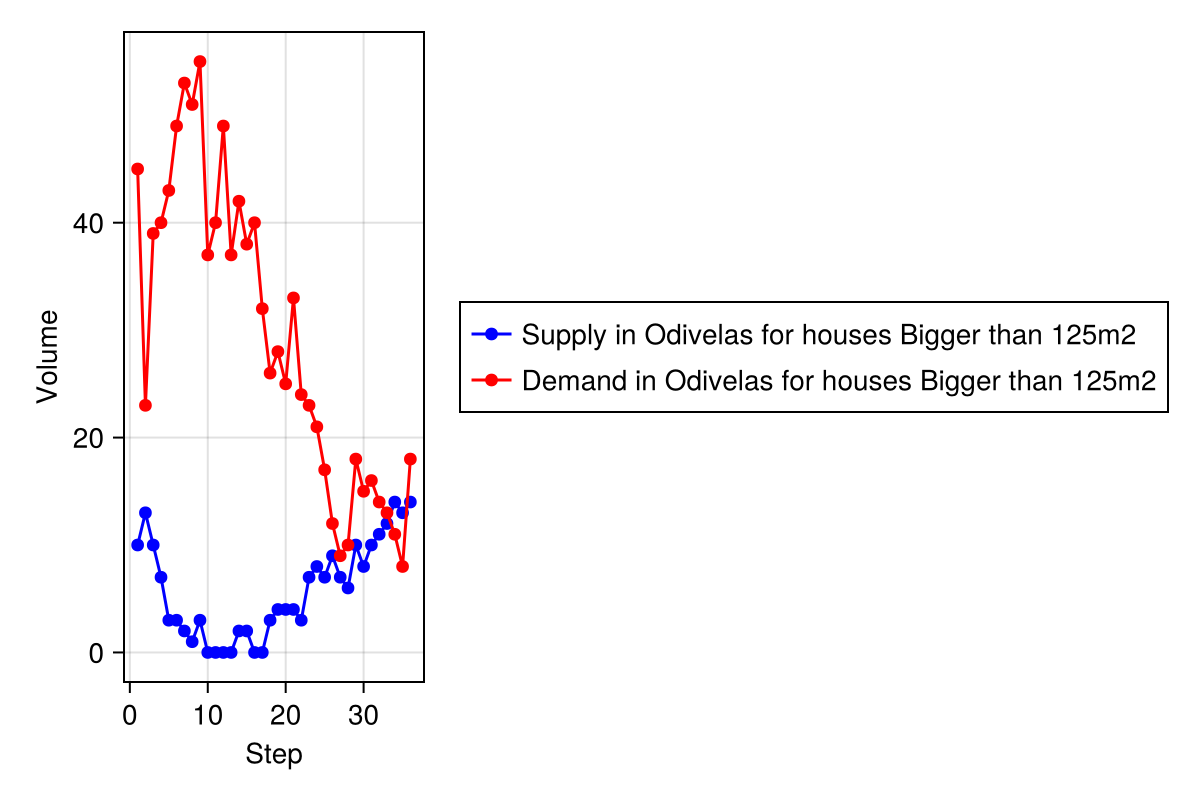 40
20
0
Volume
0 10 20 30
Step
Supply in Odivelas for houses Bigger than 125m2
Demand in Odivelas for houses Bigger than 125m2